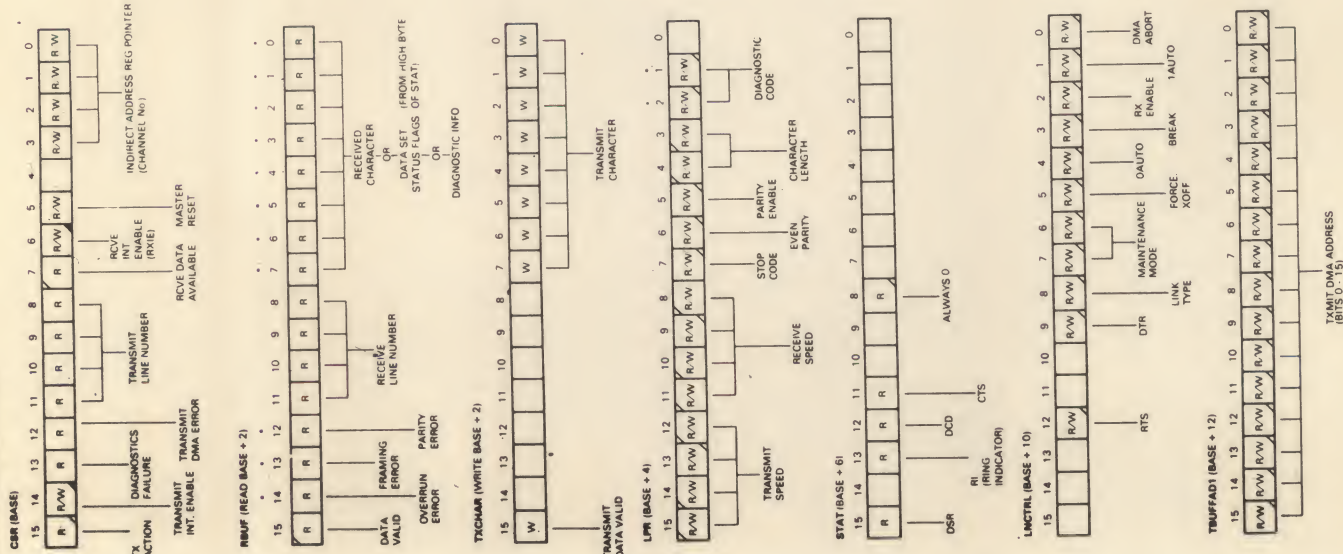 CSR (BASE)
15 14 13 12 11 10 9 8 7 6 5 4 3 2 1 0
R R/W R R R R R R R R/W R/W R/W R/W R/W R/W
TX ACTION
TRANSMIT INT. ENABLE
DIAGNOSTICS FAILURE
TRANSMIT DMA ERROR
TRANSMIT LINE NUMBER
RCVE DATA AVAILABLE
RCVE INT ENABLE (RXIE)
MASTER RESET
INDIRECT ADDRESS REG POINTER (CHANNEL No)
RBUF (READ BASE + 2)
15 14 13 12 11 10 9 8 7 6 5 4 3 2 1 0
R R R R R R R R R R R R R R R R
DATA VALID
OVERRUN ERROR
FRAMING ERROR
PARITY ERROR
RECEIVE LINE NUMBER
RECEIVED CHARACTER
OR
DATA SET STATUS FLAGS (FROM HIGH BYTE OF STAT)
OR
DIAGNOSTIC INFO
TXCHAR (WRITE BASE + 2)
15 14 13 12 11 10 9 8 7 6 5 4 3 2 1 0
W W W W W W W W W
TRANSMIT DATA VALID
TRANSMIT CHARACTER
LPR (BASE + 4)
15 14 13 12 11 10 9 8 7 6 5 4 3 2 1 0
R/W R/W R/W R/W R/W R/W R/W R/W R/W R/W R/W R/W R/W R/W R/W
TRANSMIT SPEED
RECEIVE SPEED
STOP CODE
EVEN PARITY
PARITY ENABLE
CHARACTER LENGTH
DIAGNOSTIC CODE
STAT (BASE + 6)
15 14 13 12 11 10 9 8 7 6 5 4 3 2 1 0
R R R R R
DSR
RI (RING INDICATOR)
DCD
CTS
ALWAYS 0
LNCTRL (BASE + 10)
15 14 13 12 11 10 9 8 7 6 5 4 3 2 1 0
R/W R/W R/W R/W R/W R/W R/W R/W R/W R/W R/W
RTS
DTR
LINK TYPE
MAINTENANCE MODE
FORCE XOFF
OAUTO
BREAK
RX ENABLE
IAUTO
DMA ABORT
TBUFFAD1 (BASE + 12)
15 14 13 12 11 10 9 8 7 6 5 4 3 2 1 0
R/W R/W R/W R/W R/W R/W R/W R/W R/W R/W R/W R/W R/W R/W R/W R/W
TXMIT DMA ADDRESS
(BITS 0 - 15)